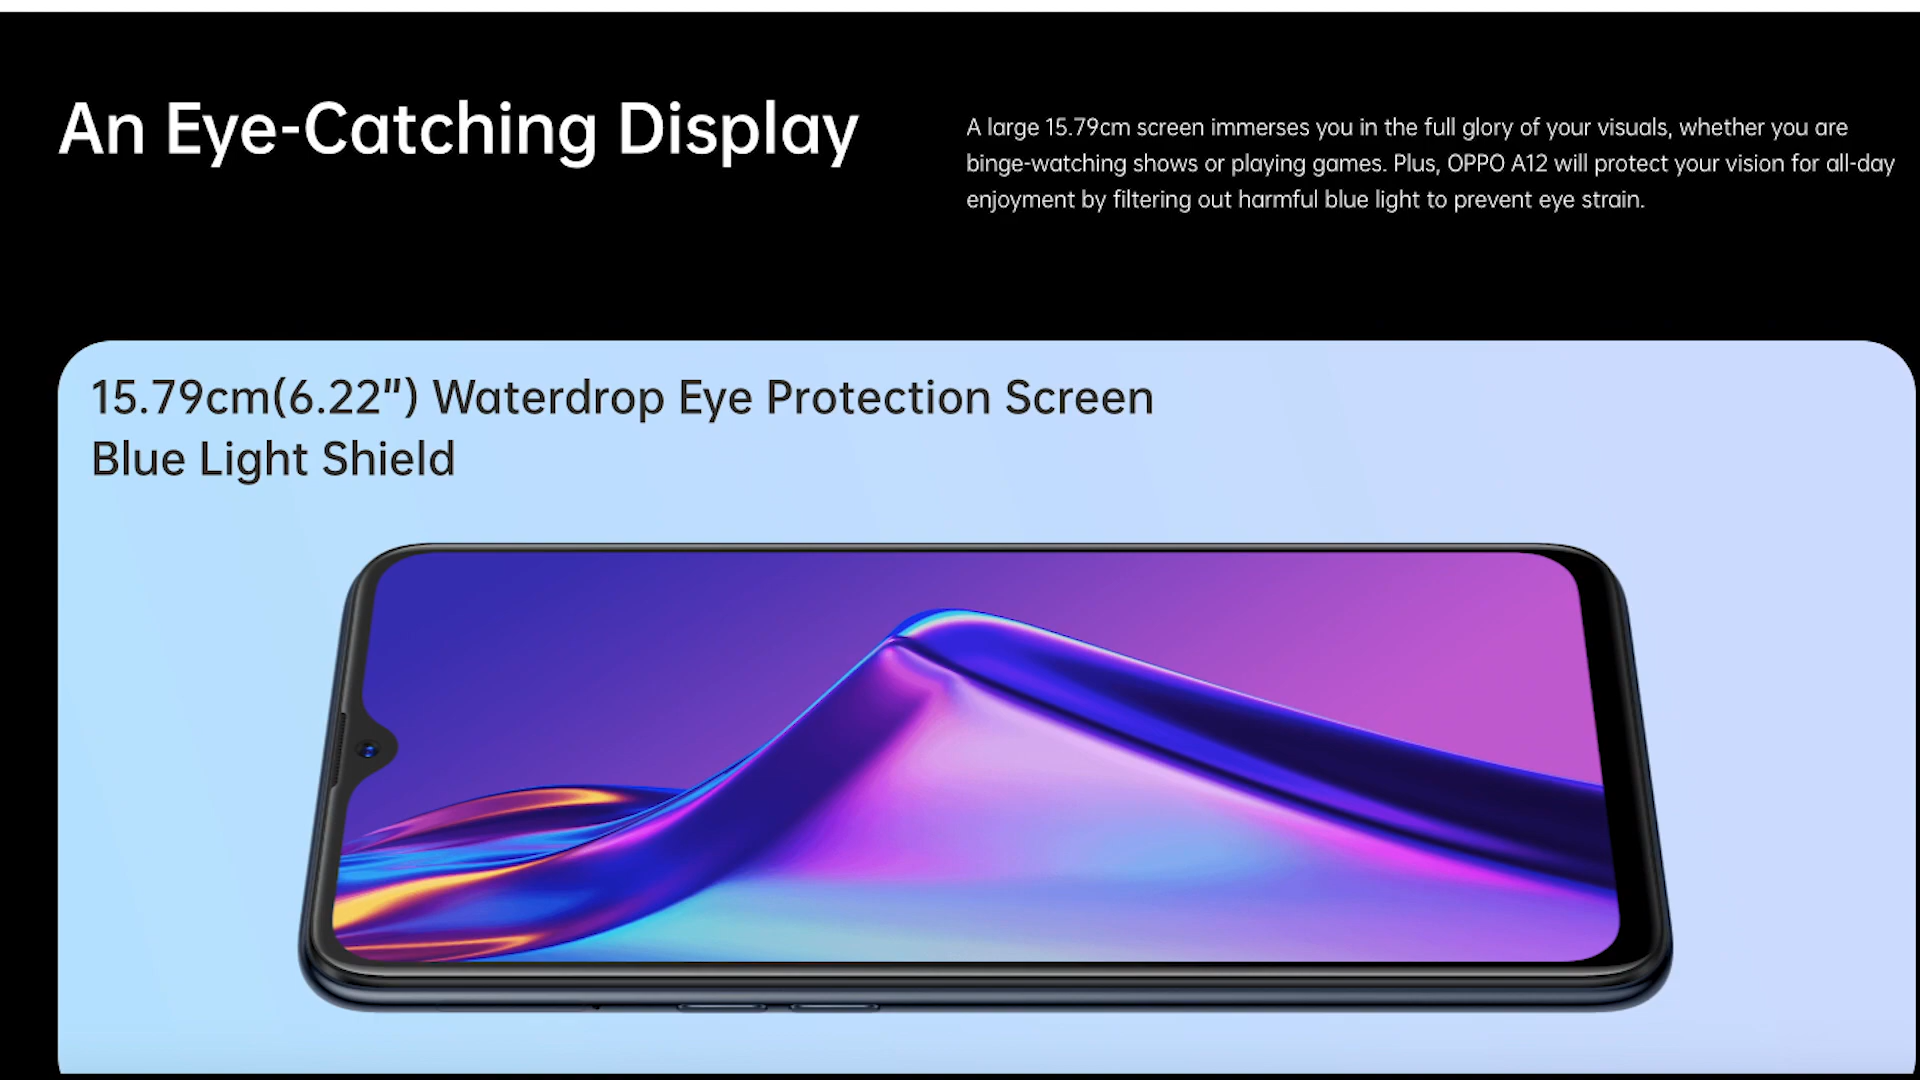 An Eye-Catching Display
A large 15.79cm screen immerses you in the full glory of your visuals, whether you are
binge-watching shows or playing games. Plus, OPPO A12 will protect your vision for all-day
enjoyment by filtering out harmful blue light to prevent eye strain.
15.79cm(6.22″) Waterdrop Eye Protection Screen
Blue Light Shield